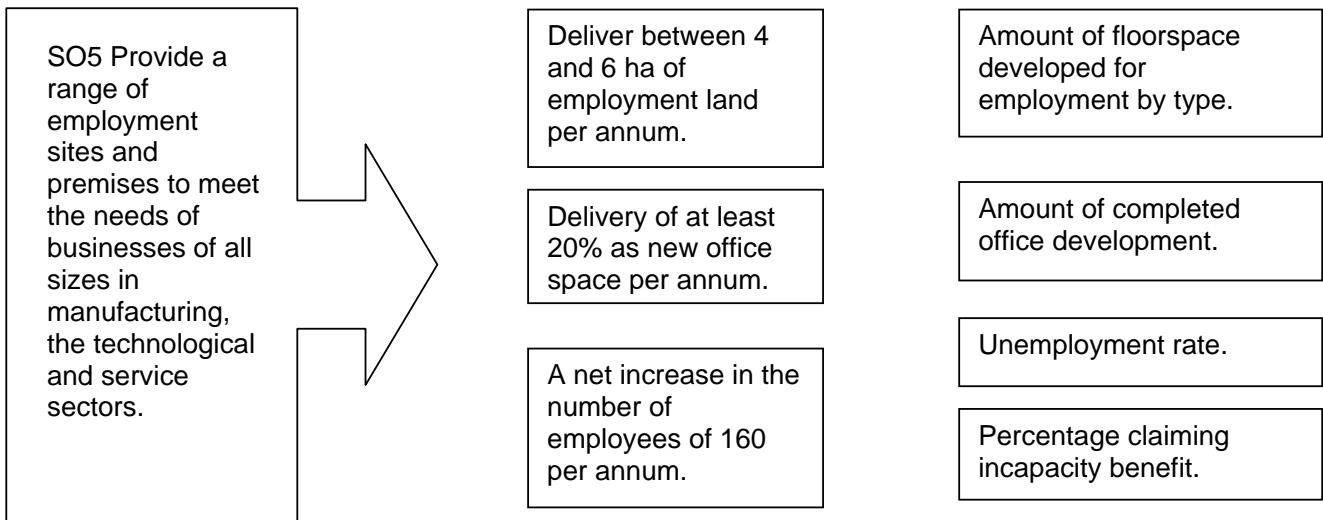 SO5 Provide a
range of
employment
sites and
premises to meet
the needs of
businesses of all
sizes in
manufacturing,
the technological
and service
sectors.
Deliver between 4
and 6 ha of
employment land
per annum.
Delivery of at least
20% as new office
space per annum.
A net increase in the
number of
employees of 160
per annum.
Amount of floorspace
developed for
employment by type.
Amount of completed
office development.
Unemployment rate.
Percentage claiming
incapacity benefit.